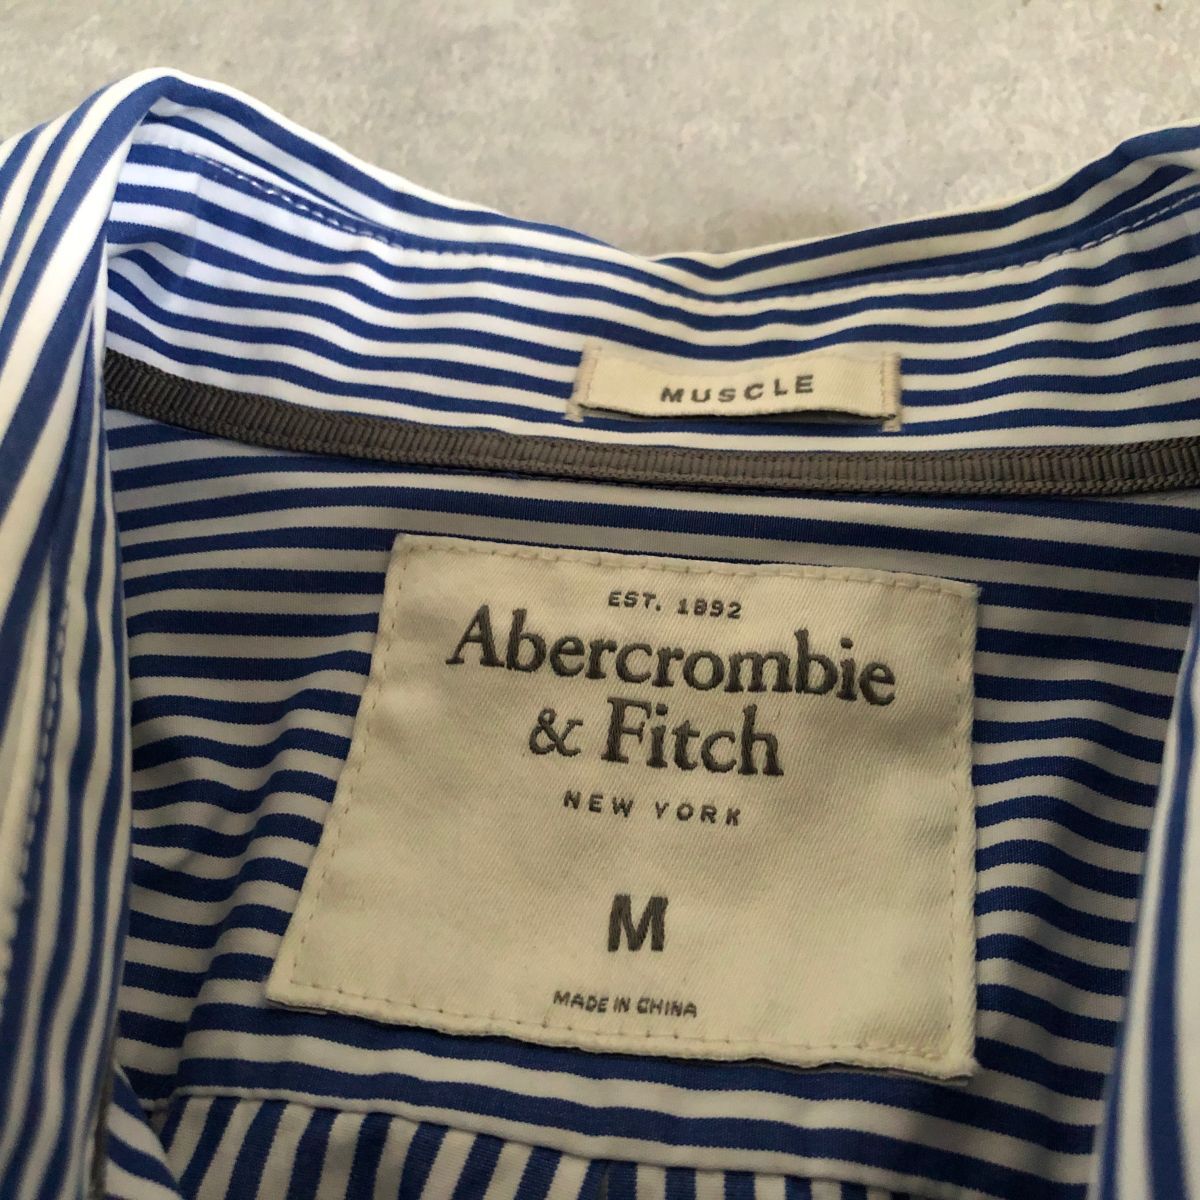 MUSCLE
EST. 1892
Abercrombie
& Fitch
NEW YORK
M
MADE IN CHINA